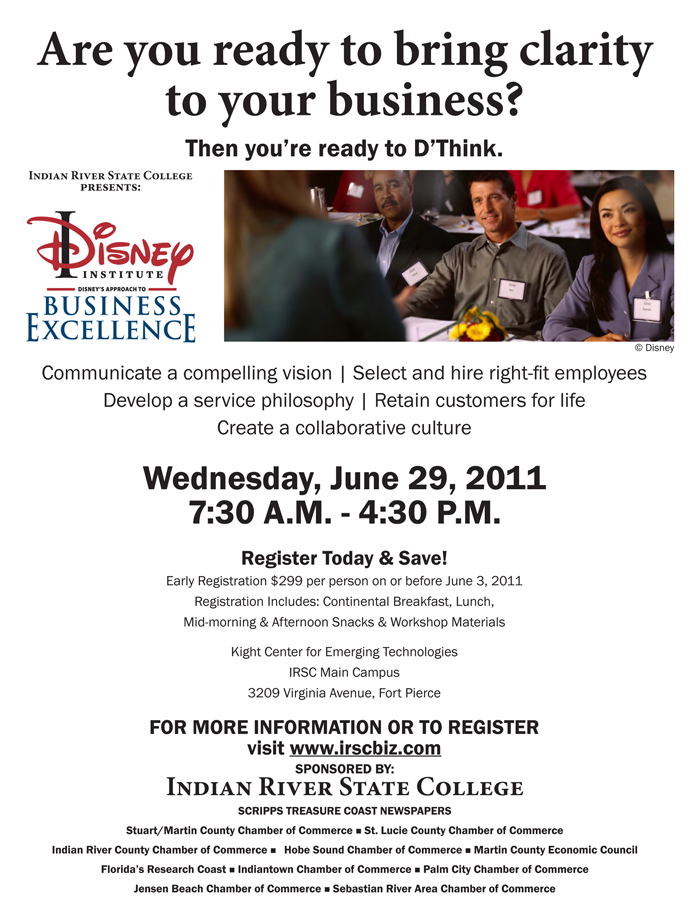 Are you ready to bring clarity
to your business?
Then you're ready to D'Think.
INDIAN RIVER STATE COLLEGE
PRESENTS:
Disney
INSTITUTE
DISNEY'S APPROACH TO
BUSINESS
EXCELLENCE
© Disney
Communicate a compelling vision | Select and hire right-fit employees
Develop a service philosophy | Retain customers for life
Create a collaborative culture
Wednesday, June 29, 2011
7:30 A.M. - 4:30 P.M.
Register Today & Save!
Early Registration $299 per person on or before June 3, 2011
Registration Includes: Continental Breakfast, Lunch,
Mid-morning & Afternoon Snacks & Workshop Materials
Kight Center for Emerging Technologies
IRSC Main Campus
3209 Virginia Avenue, Fort Pierce
FOR MORE INFORMATION OR TO REGISTER
visit www.irscbiz.com
SPONSORED BY:
INDIAN RIVER STATE COLLEGE
SCRIPPS TREASURE COAST NEWSPAPERS
Stuart/Martin County Chamber of Commerce ■ St. Lucie County Chamber of Commerce
Indian River County Chamber of Commerce ■ Hobe Sound Chamber of Commerce ■ Martin County Economic Council
Florida's Research Coast ■ Indiantown Chamber of Commerce ■ Palm City Chamber of Commerce
Jensen Beach Chamber of Commerce ■ Sebastian River Area Chamber of Commerce